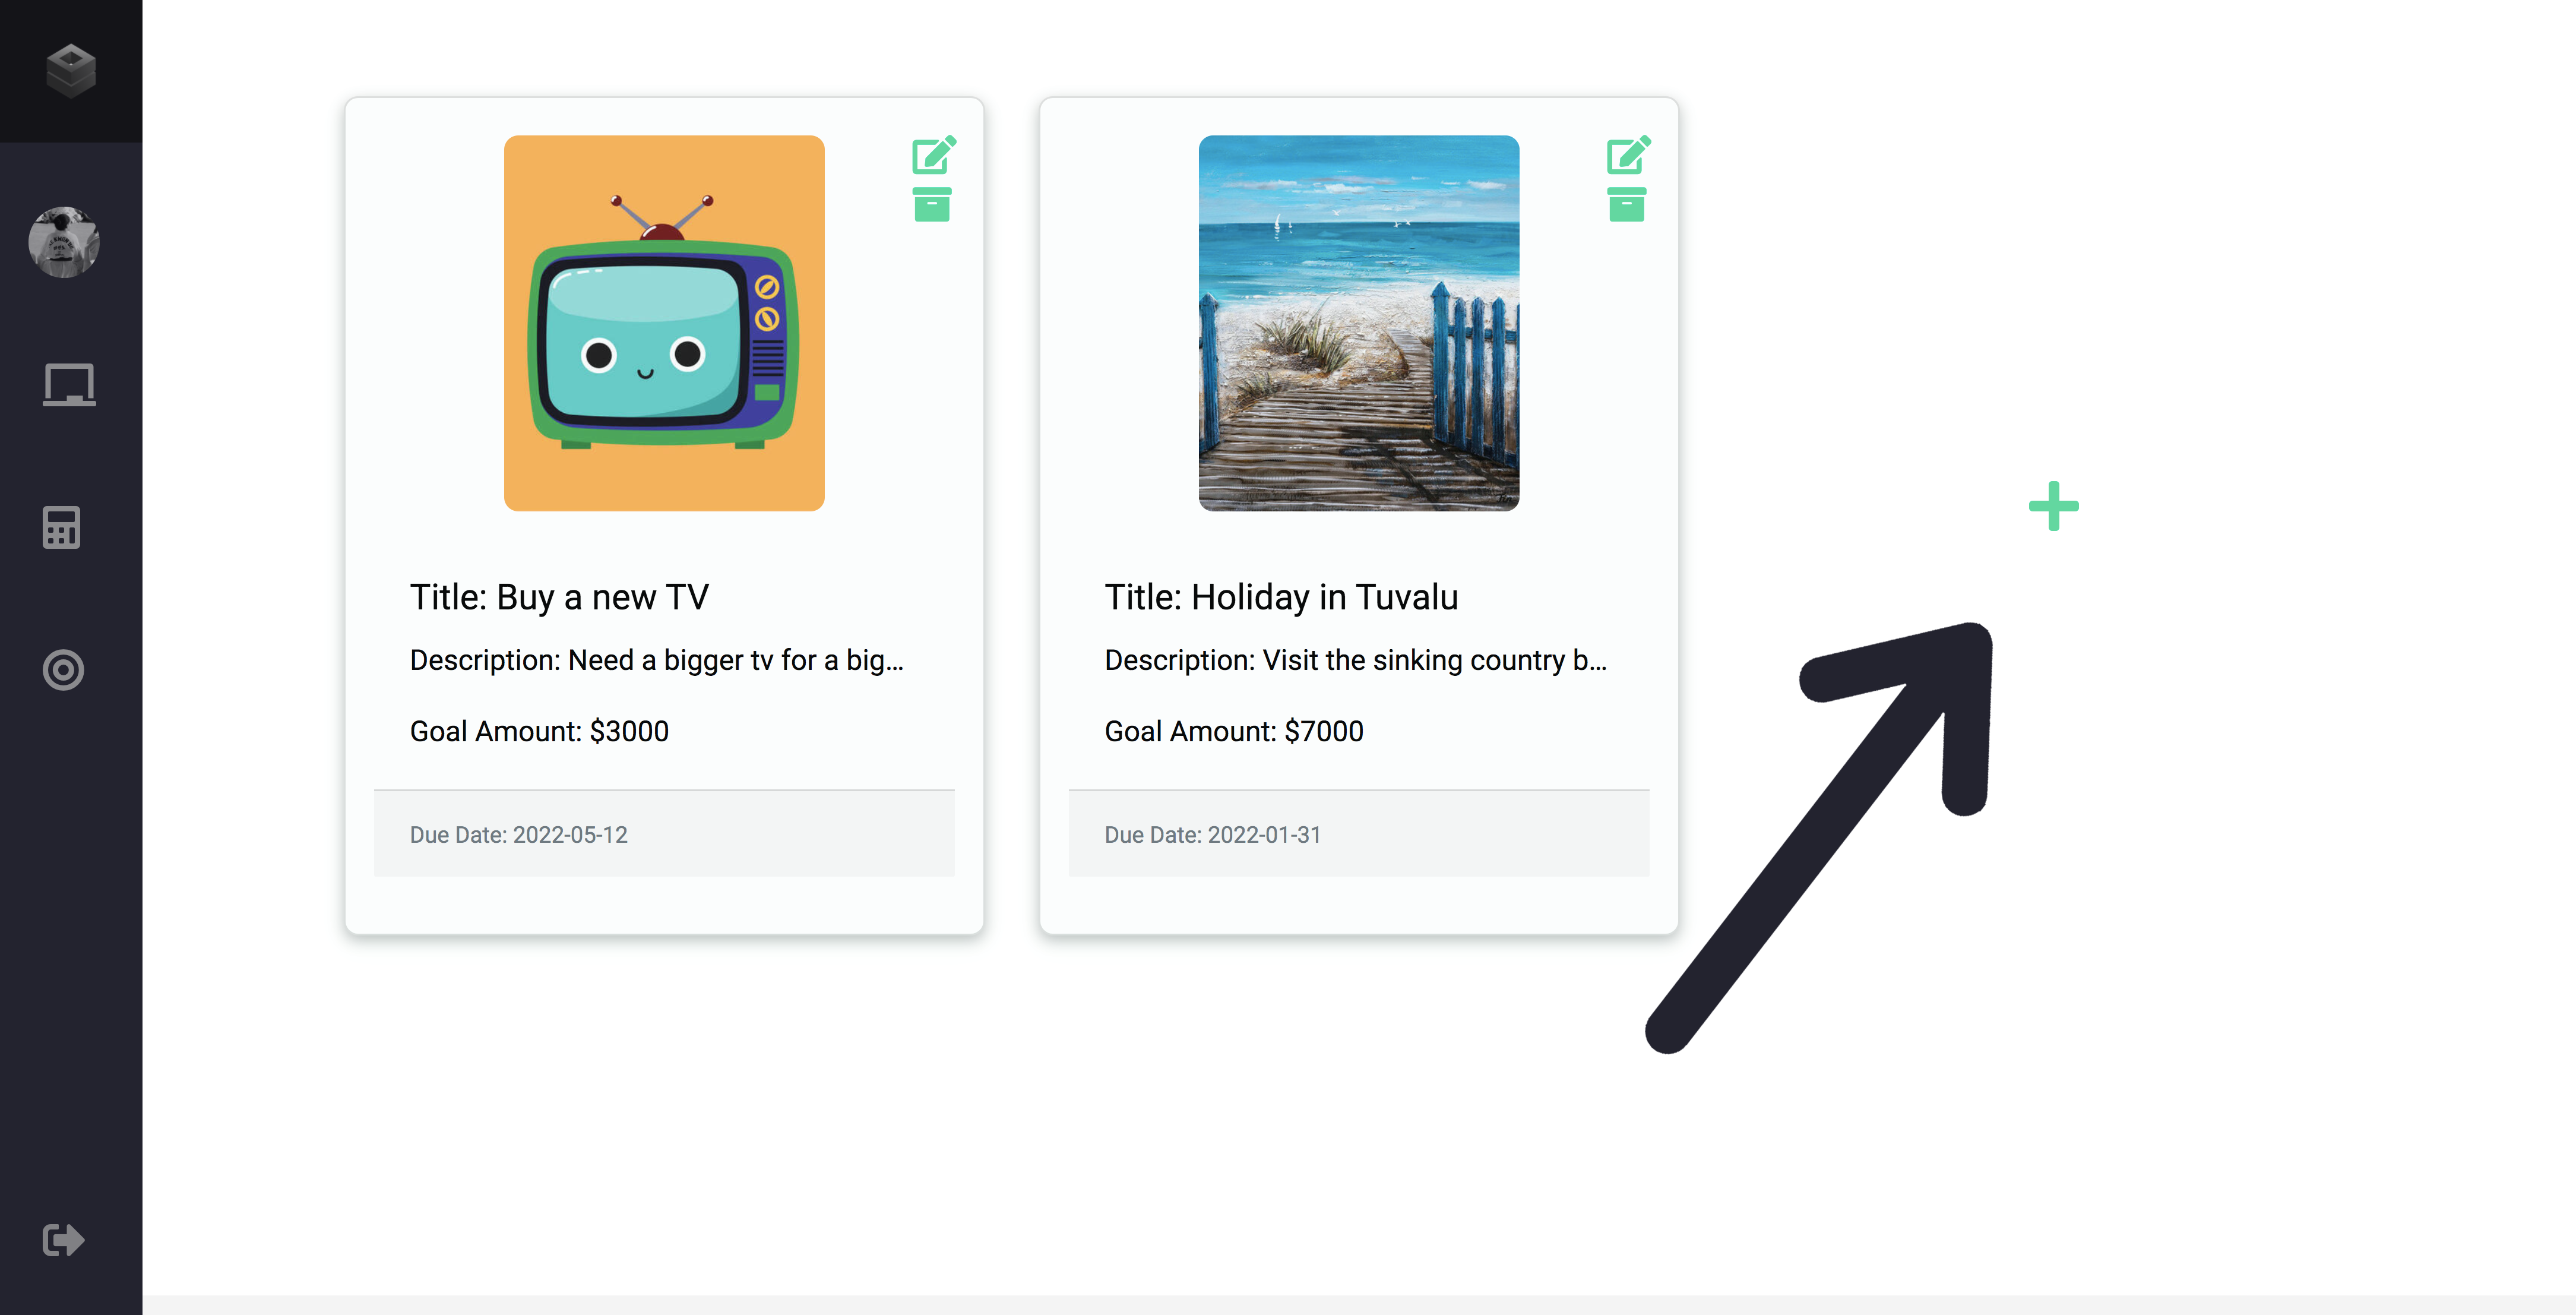 Title: Buy a new TV
Description: Need a bigger tv for a big...
Goal Amount: $3000
Due Date: 2022-05-12
Title: Holiday in Tuvalu
Description: Visit the sinking country b...
Goal Amount: $7000
Due Date: 2022-01-31